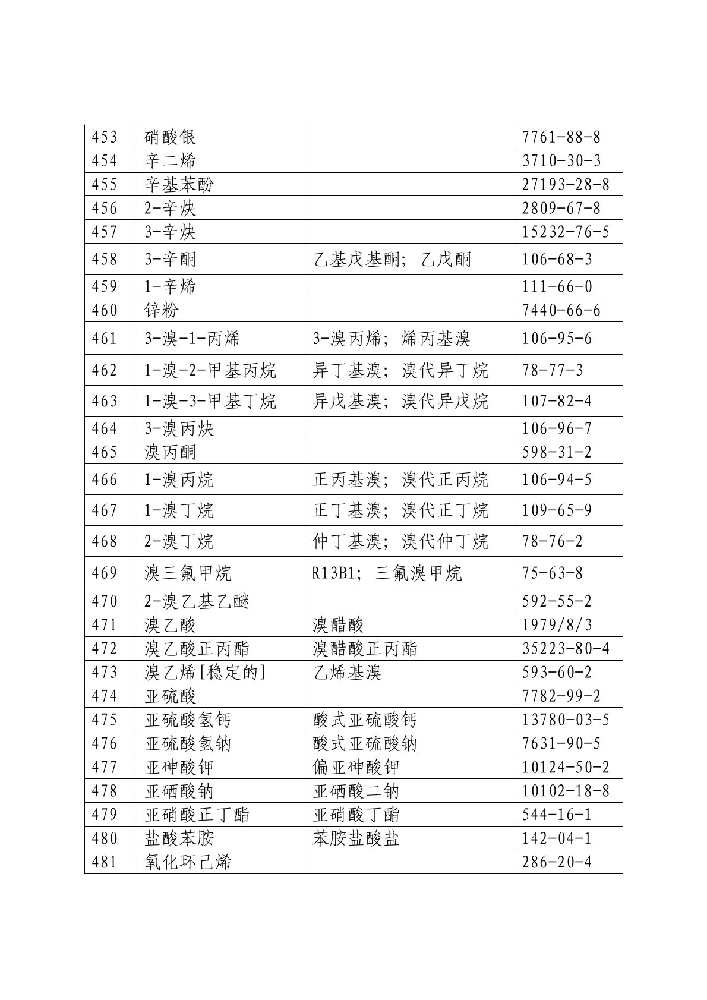 453 硝酸银 7761-88-8
454 辛二烯 3710-30-3
455 辛基苯酚 27193-28-8
456 2-辛炔 2809-67-8
457 3-辛炔 15232-76-5
458 3-辛酮 乙基戊基酮；乙戊酮 106-68-3
459 1-辛烯 111-66-0
460 锌粉 7440-66-6
461 3-溴-1-丙烯 3-溴丙烯；烯丙基溴 106-95-6
462 1-溴-2-甲基丙烷 异丁基溴；溴代异丁烷 78-77-3
463 1-溴-3-甲基丁烷 异戊基溴；溴代异戊烷 107-82-4
464 3-溴丙炔 106-96-7
465 溴丙酮 598-31-2
466 1-溴丙烷 正丙基溴；溴代正丙烷 106-94-5
467 1-溴丁烷 正丁基溴；溴代正丁烷 109-65-9
468 2-溴丁烷 仲丁基溴；溴代仲丁烷 78-76-2
469 溴三氟甲烷 R13B1；三氟溴甲烷 75-63-8
470 2-溴乙基乙醚 592-55-2
471 溴乙酸 溴醋酸 1979/8/3
472 溴乙酸正丙酯 溴醋酸正丙酯 35223-80-4
473 溴乙烯[稳定的] 乙烯基溴 593-60-2
474 亚硫酸 7782-99-2
475 亚硫酸氢钙 酸式亚硫酸钙 13780-03-5
476 亚硫酸氢钠 酸式亚硫酸钠 7631-90-5
477 亚砷酸钾 偏亚砷酸钾 10124-50-2
478 亚硒酸钠 亚硒酸二钠 10102-18-8
479 亚硝酸正丁酯 亚硝酸丁酯 544-16-1
480 盐酸苯胺 苯胺盐酸盐 142-04-1
481 氧化环己烯 286-20-4